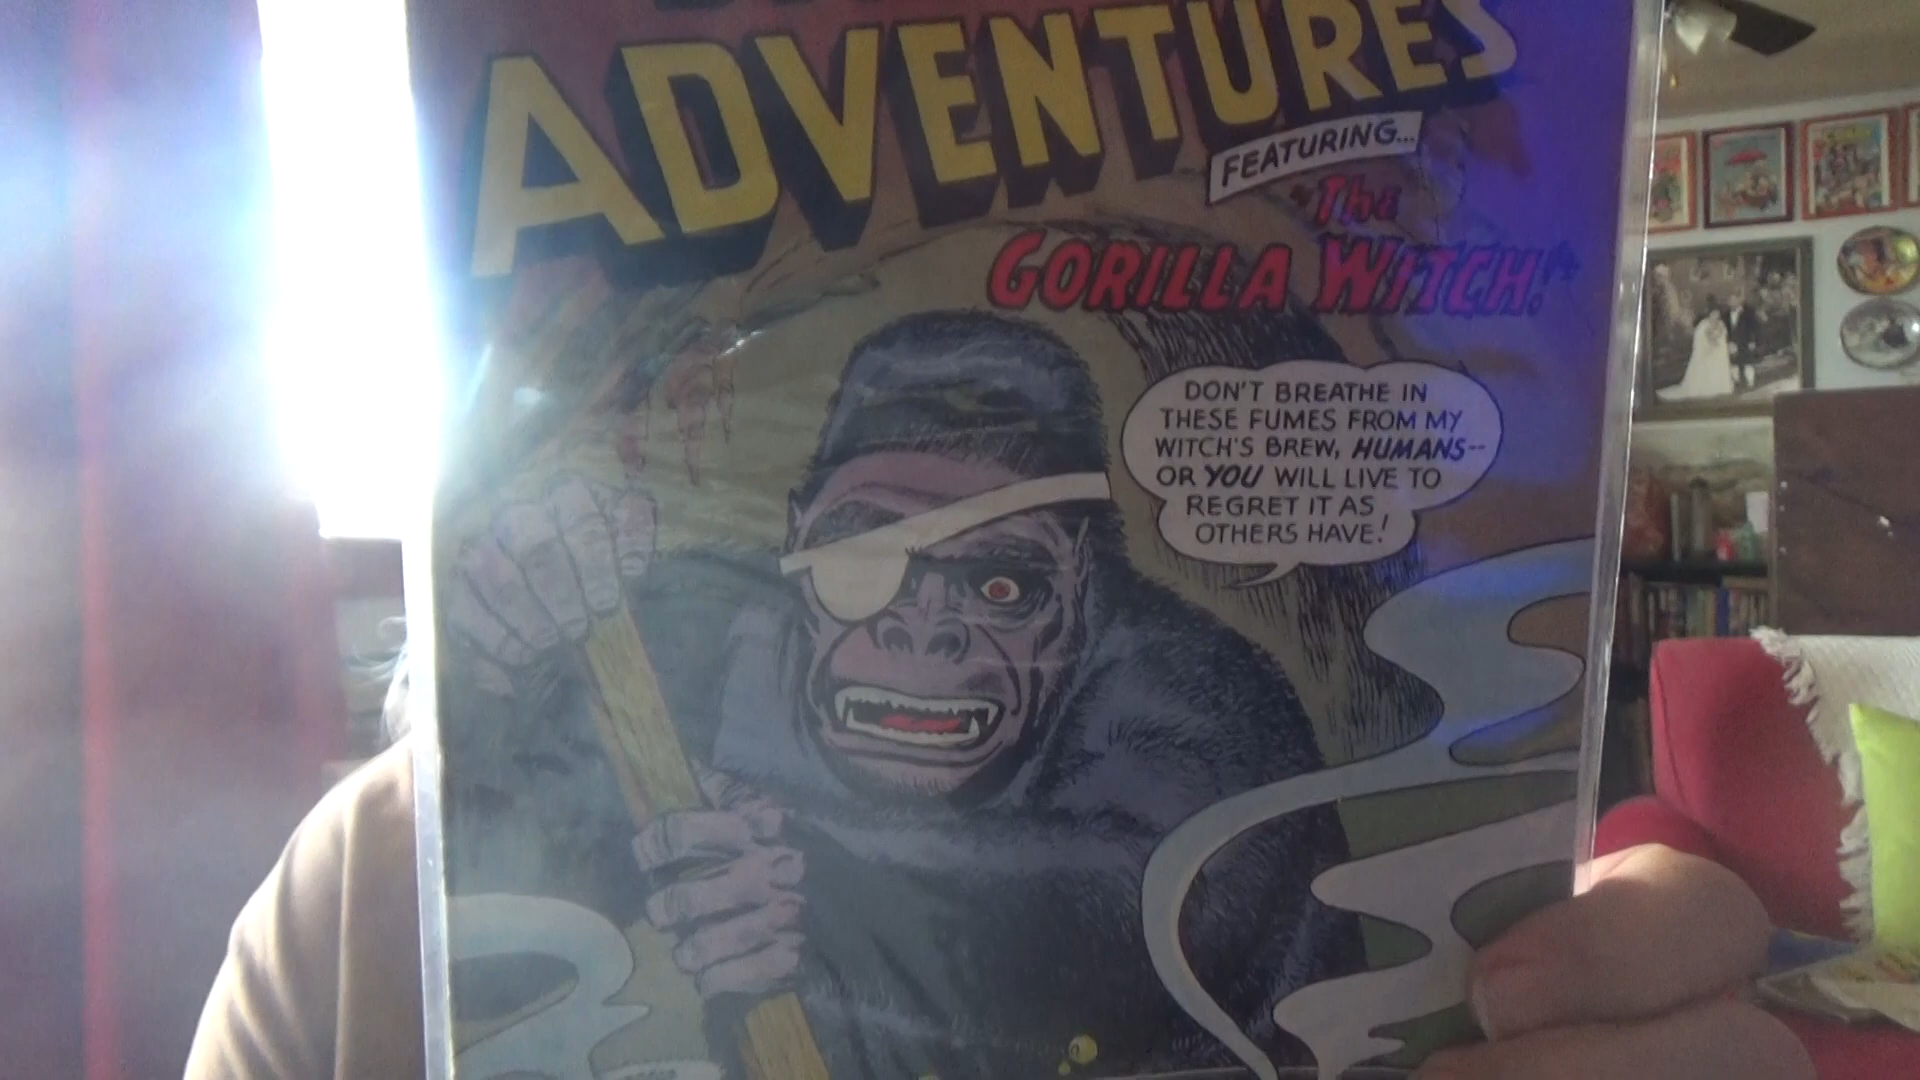 ADVENTURES
FEATURING...
The
GORILLA WITCH!
DON'T BREATHE IN
THESE FUMES FROM MY
WITCH'S BREW, HUMANS--
OR YOU WILL LIVE TO
REGRET IT AS
OTHERS HAVE!